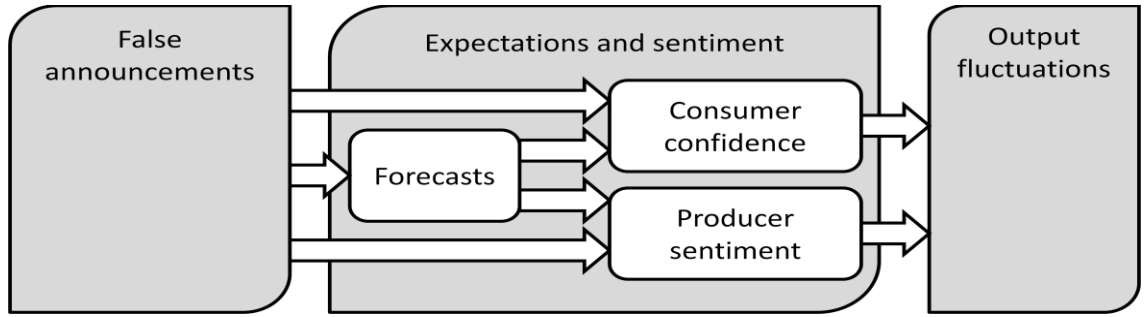 False
announcements
Expectations and sentiment
Forecasts
Consumer
confidence
Producer
sentiment
Output
fluctuations